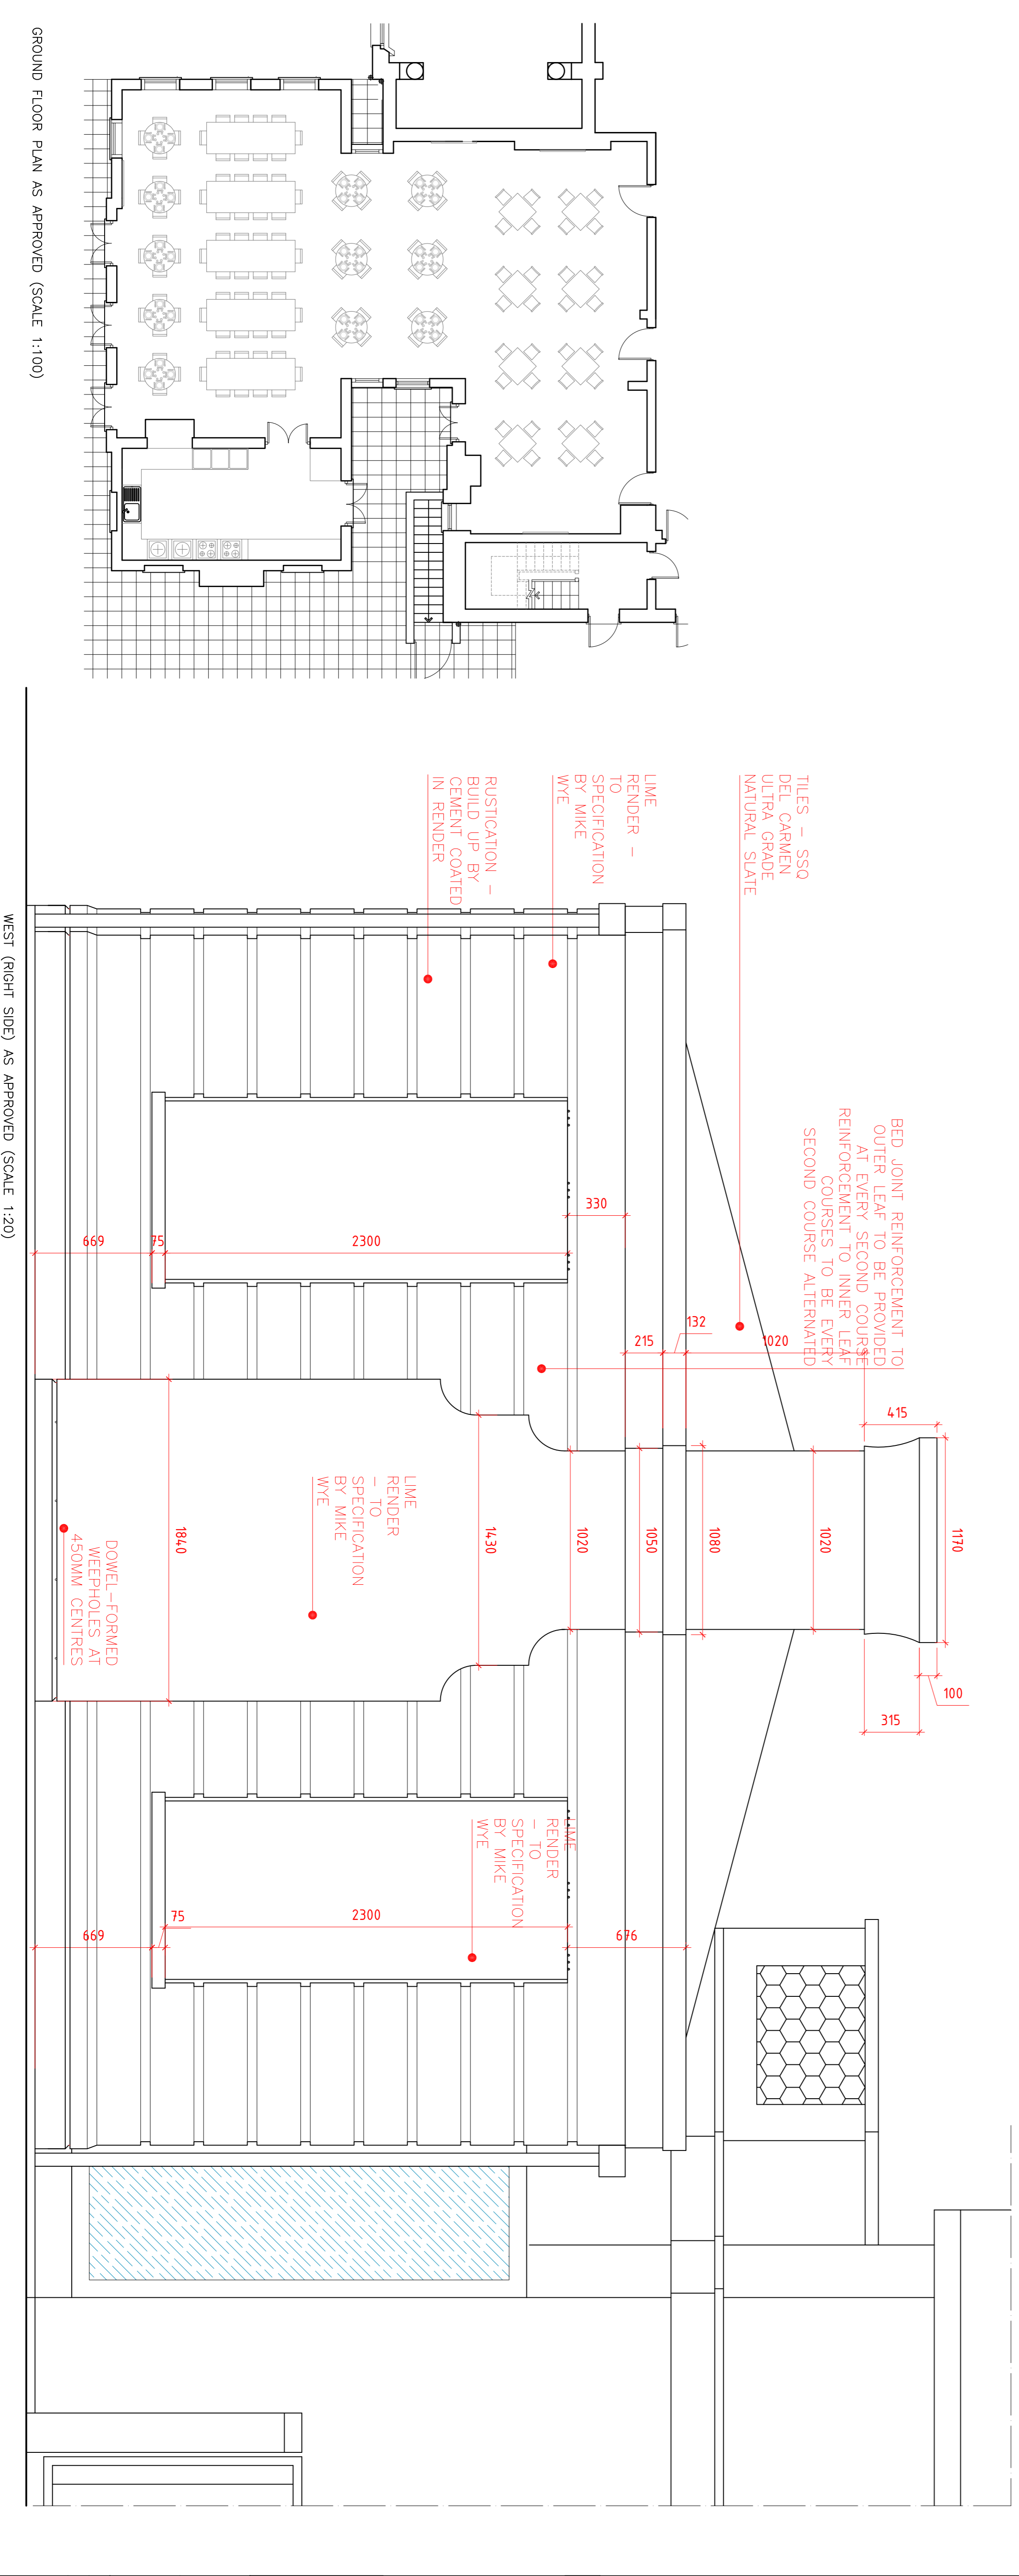 GROUND FLOOR PLAN AS APPROVED (SCALE 1:100)
TILES – SSQ
DEL CARMEN
ULTRA GRADE
NATURAL SLATE
LIME
RENDER –
TO
SPECIFICATION
BY MIKE
WYE
RUSTICATION –
BUILD UP BY
CEMENT COATED
IN RENDER
BED JOINT REINFORCEMENT TO
OUTER LEAF TO BE PROVIDED
AT EVERY SECOND COURSE
REINFORCEMENT TO INNER LEAF
COURSES TO BE EVERY
SECOND COURSE ALTERNATED
330
2300
75
669
132
215
1020
415
1170
1020
1080
1050
1020
1430
1840
100
315
LIME
RENDER
– TO
SPECIFICATION
BY MIKE
WYE
DOWEL–FORMED
WEEPHOLES AT
450MM CENTRES
LIME
RENDER
– TO
SPECIFICATION
BY MIKE
WYE
676
2300
75
669
WEST (RIGHT SIDE) AS APPROVED (SCALE 1:20)